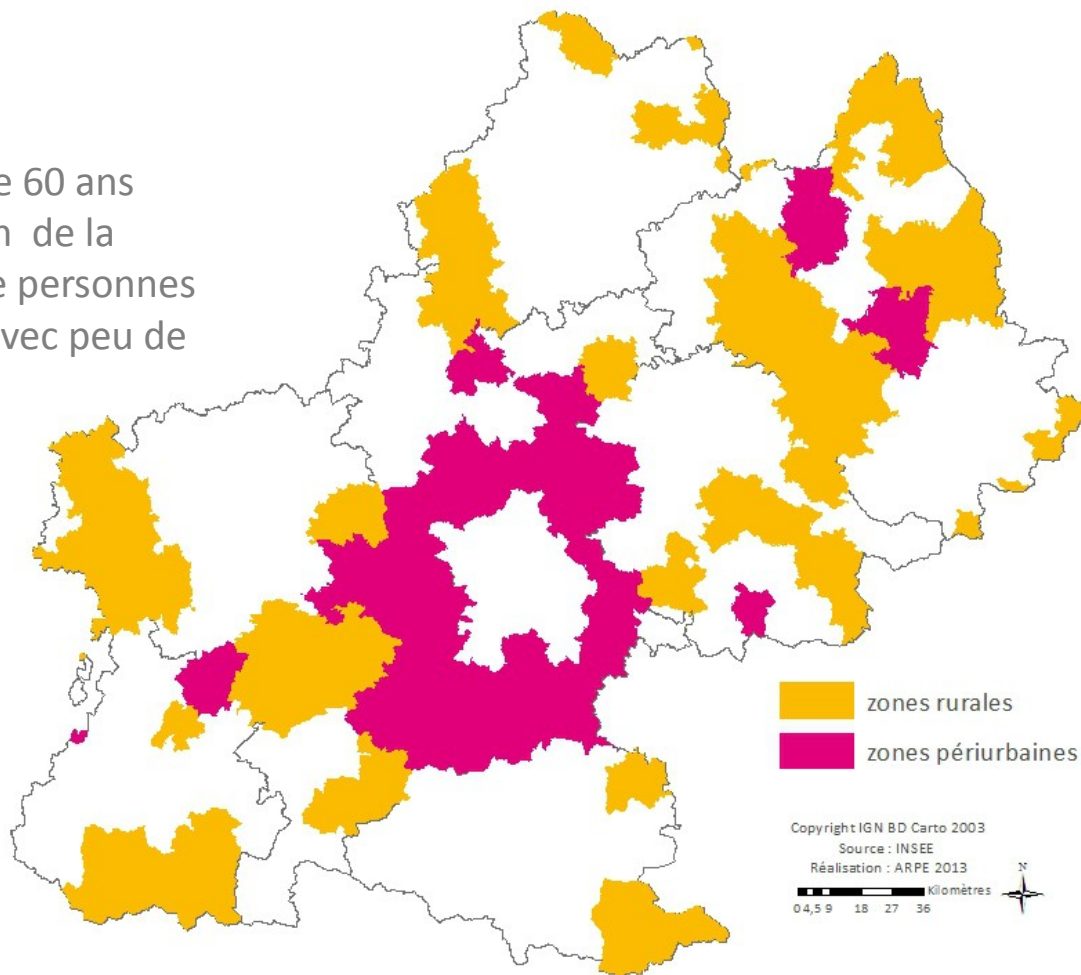 e 60 ans
n de la
e personnes
avec peu de
zones rurales
zones périurbaines
Copyright IGN BD Carto 2003
Source : INSEE
Réalisation : ARPE 2013
N
Kilomètres
0 4,5 9 18 27 36